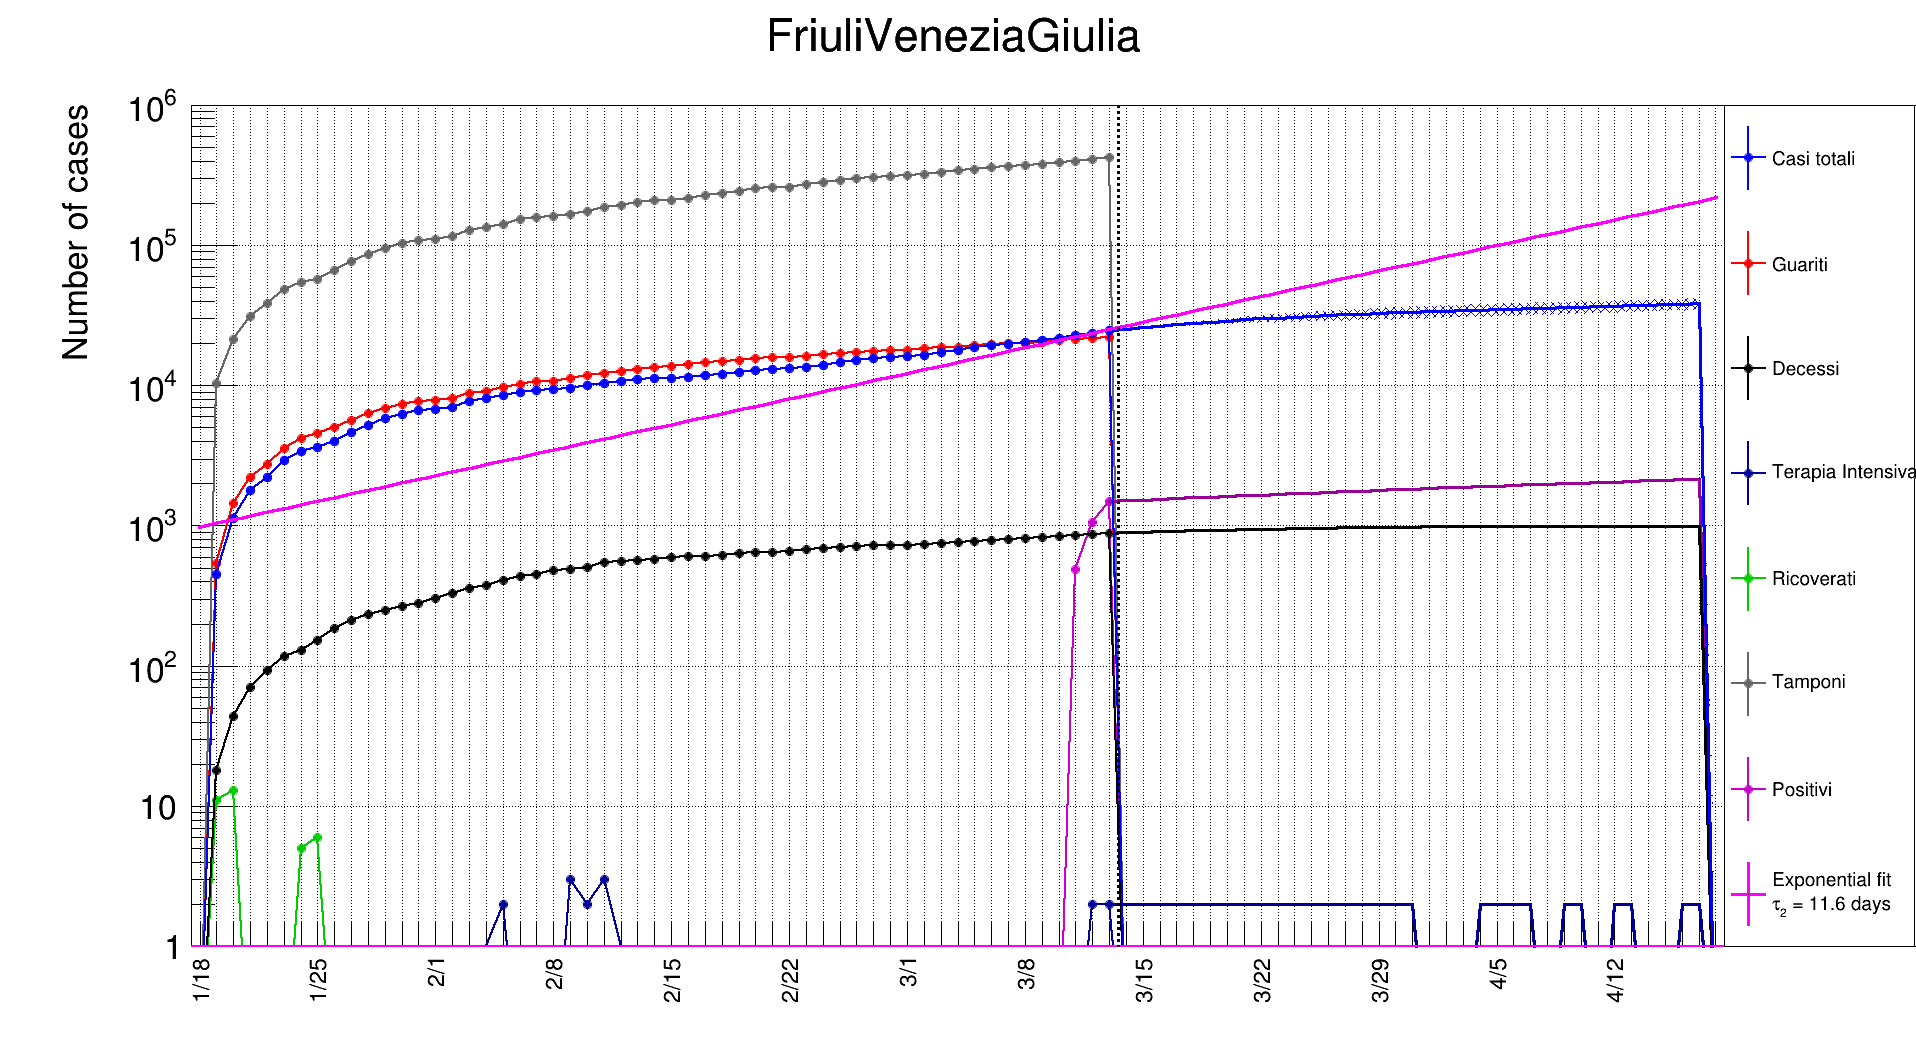 FriuliVeneziaGiulia
Number of cases
10^6
10^5
10^4
10^3
10^2
10
1
1/18
1/25
2/1
2/8
2/15
2/22
3/1
3/8
3/15
3/22
3/29
4/5
4/12
Casi totali
Guariti
Decessi
Terapia Intensiva
Ricoverati
Tamponi
Positivi
Exponential fit
τ_2 = 11.6 days